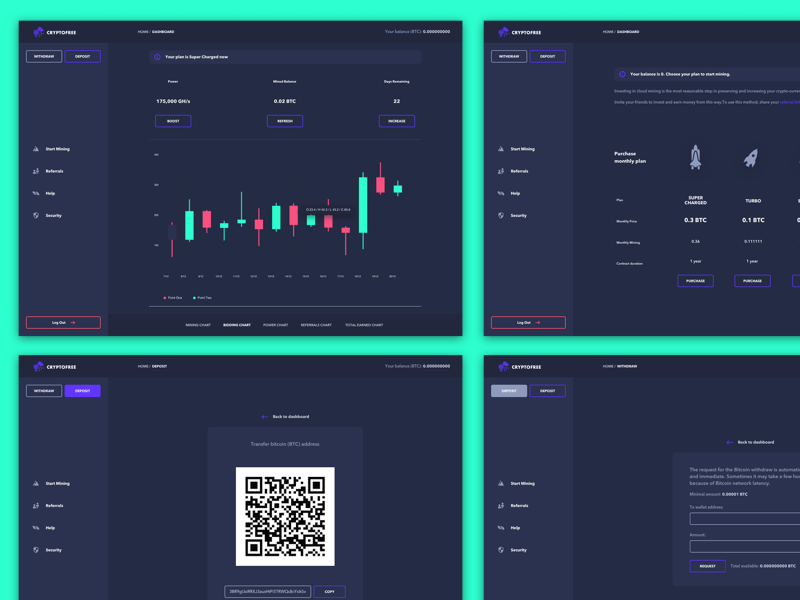 CRYPTOFREE
HOME / DASHBOARD
Your balance (BTC): 0.000000000
WITHDRAW
DEPOSIT
Your plan is Super Charged now
Power
Mined Balance
Days Remaining
175,000 GH/s
0.02 BTC
22
BOOST
REFRESH
INCREASE
Start Mining
Referrals
Help
Security
Point One
Point Two
Log Out
MINING CHART
BIDDING CHART
POWER CHART
REFERRALS CHART
TOTAL EARNED CHART
CRYPTOFREE
HOME / DASHBOARD
WITHDRAW
DEPOSIT
Your balance is 0. Choose your plan to start mining.
Investing in cloud mining is the most reasonable step in preserving and increasing your crypto-curren
Invite your friends to invest and earn money from this way. To use this method, share your referral lin
Start Mining
Referrals
Help
Security
Purchase
monthly plan
Plan
SUPER
CHARGED
TURBO
Monthly Price
0.3 BTC
0.1 BTC
Monthly Mining
0.36
0.111111
Contract duration
1 year
1 year
PURCHASE
PURCHASE
Log Out
CRYPTOFREE
HOME / DEPOSIT
Your balance (BTC): 0.000000000
WITHDRAW
DEPOSIT
Back to dashboard
Transfer bitcoin (BTC) address
Start Mining
Referrals
Help
Security
COPY
CRYPTOFREE
HOME / WITHDRAW
DEPOSIT
DEPOSIT
Back to dashboard
The request for the Bitcoin withdraw is automatic
and immediate. Sometimes it may take a few ho
because of Bitcoin network latency.
Minimal amount: 0.00001 BTC
To wallet address:
Amount:
REQUEST
Total available: 0.000000000 BTC
Start Mining
Referrals
Help
Security